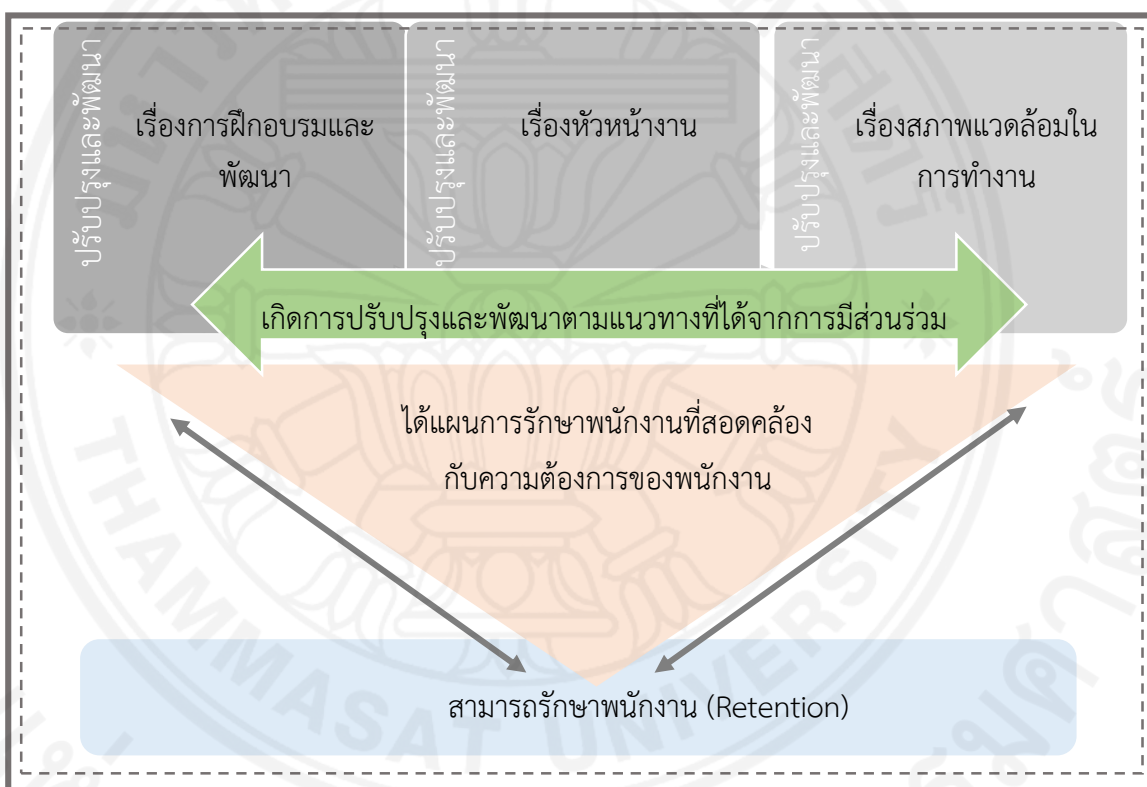 ปรับปรุงและพัฒนา
เรื่องการฝึกอบรมและ
พัฒนา
ปรับปรุงและพัฒนา
เรื่องหัวหน้างาน
ปรับปรุงและพัฒนา
เรื่องสภาพแวดล้อมใน
การทำงาน
เกิดการปรับปรุงและพัฒนาตามแนวทางที่ได้จากการมีส่วนร่วม
ได้แผนการรักษาพนักงานที่สอดคล้อง
กับความต้องการของพนักงาน
สามารถรักษาพนักงาน (Retention)
THAMMASAT UNIVERSITY